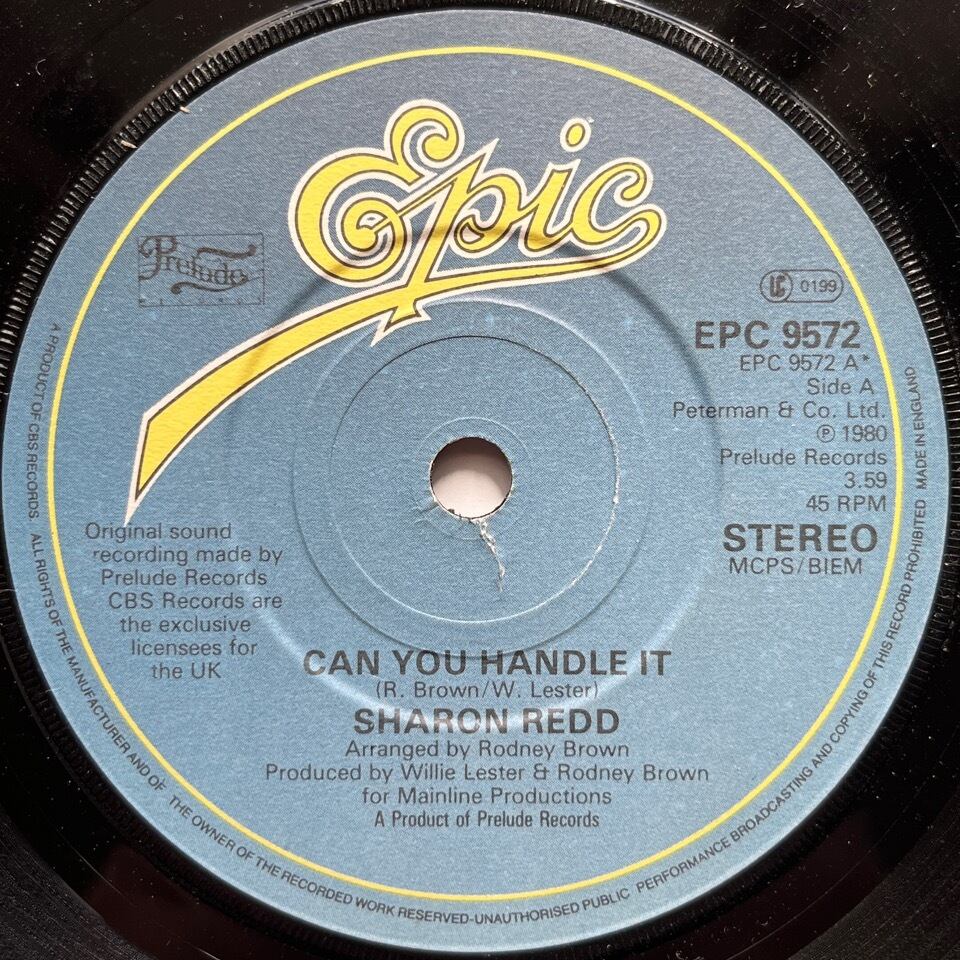 Epic
Prelude
RECORDS
LC 0199
EPC 9572
EPC 9572 A*
Side A
Peterman & Co. Ltd.
℗ 1980
Prelude Records
3.59
45 RPM
STEREO
MCPS/BIEM
Original sound
recording made by
Prelude Records
CBS Records are
the exclusive
licensees for
the UK
CAN YOU HANDLE IT
(R. Brown/W. Lester)
SHARON REDD
Arranged by Rodney Brown
Produced by Willie Lester & Rodney Brown
for Mainline Productions
A Product of Prelude Records
A PRODUCT OF CBS RECORDS. ALL RIGHTS OF THE MANUFACTURER AND OF THE OWNER OF THE RECORDED WORK RESERVED-UNAUTHORISED PUBLIC PERFORMANCE BROADCASTING AND COPYING OF THIS RECORD PROHIBITED MADE IN ENGLAND